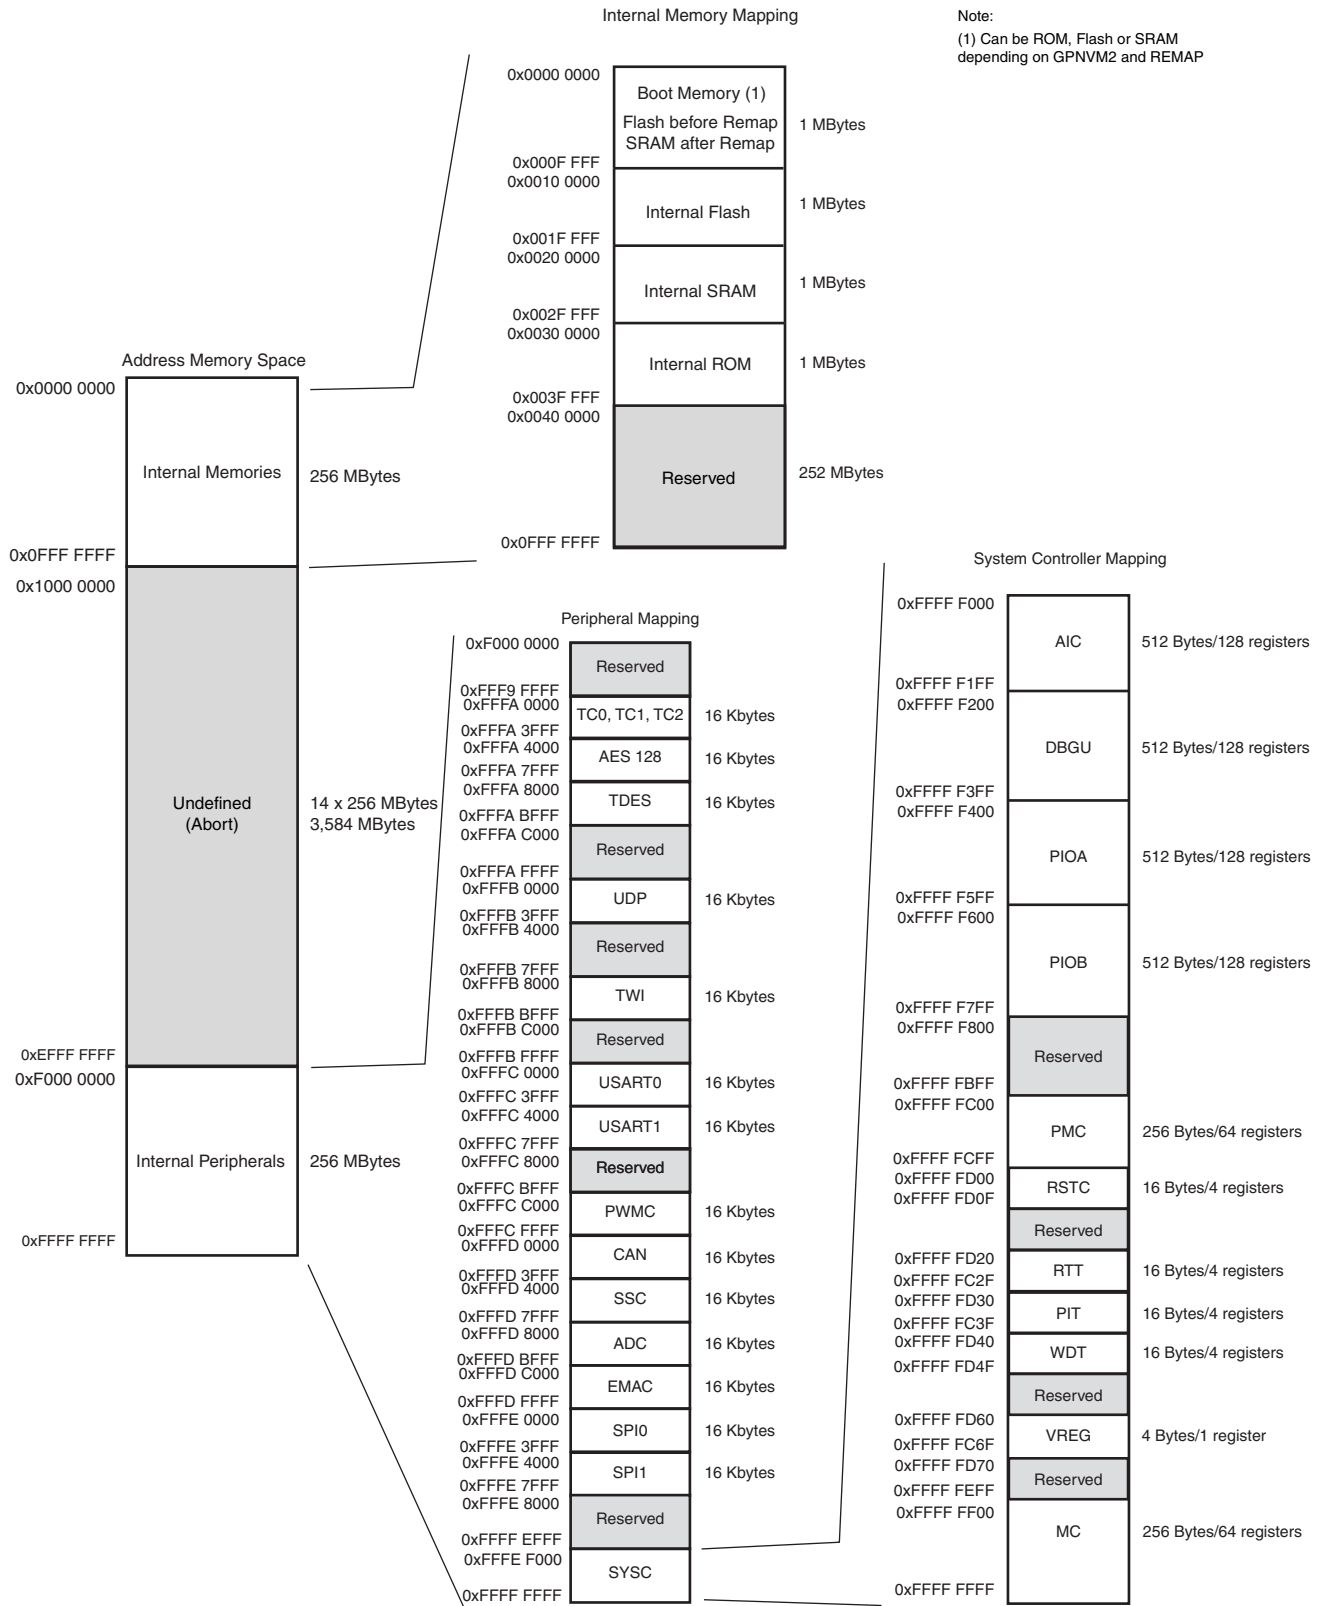 Internal Memory Mapping
Note:
(1) Can be ROM, Flash or SRAM
depending on GPNVM2 and REMAP
0x0000 0000
Boot Memory (1)
Flash before Remap
SRAM after Remap
1 MBytes
0x000F FFF
0x0010 0000
Internal Flash
1 MBytes
0x001F FFF
0x0020 0000
Internal SRAM
1 MBytes
0x002F FFF
0x0030 0000
Internal ROM
1 MBytes
0x003F FFF
0x0040 0000
Reserved
252 MBytes
0x0FFF FFFF
Address Memory Space
0x0000 0000
Internal Memories
256 MBytes
0x0FFF FFFF
0x1000 0000
Undefined
(Abort)
14 x 256 MBytes
3,584 MBytes
0xEFFF FFFF
0xF000 0000
Internal Peripherals
256 MBytes
0xFFFF FFFF
Peripheral Mapping
0xF000 0000
Reserved
0xFFF9 FFFF
0xFFFA 0000
TC0, TC1, TC2
16 Kbytes
0xFFFA 3FFF
0xFFFA 4000
AES 128
16 Kbytes
0xFFFA 7FFF
0xFFFA 8000
TDES
16 Kbytes
0xFFFA BFFF
0xFFFA C000
Reserved
0xFFFA FFFF
0xFFFB 0000
UDP
16 Kbytes
0xFFFB 3FFF
0xFFFB 4000
Reserved
0xFFFB 7FFF
0xFFFB 8000
TWI
16 Kbytes
0xFFFB BFFF
0xFFFB C000
Reserved
0xFFFB FFFF
0xFFFC 0000
USART0
16 Kbytes
0xFFFC 3FFF
0xFFFC 4000
USART1
16 Kbytes
0xFFFC 7FFF
0xFFFC 8000
Reserved
0xFFFC BFFF
0xFFFC C000
PWMC
16 Kbytes
0xFFFC FFFF
0xFFFD 0000
CAN
16 Kbytes
0xFFFD 3FFF
0xFFFD 4000
SSC
16 Kbytes
0xFFFD 7FFF
0xFFFD 8000
ADC
16 Kbytes
0xFFFD BFFF
0xFFFD C000
EMAC
16 Kbytes
0xFFFD FFFF
0xFFFE 0000
SPI0
16 Kbytes
0xFFFE 3FFF
0xFFFE 4000
SPI1
16 Kbytes
0xFFFE 7FFF
0xFFFE 8000
Reserved
0xFFFF EFFF
0xFFFE F000
SYSC
0xFFFF FFFF
System Controller Mapping
0xFFFF F000
AIC
512 Bytes/128 registers
0xFFFF F1FF
0xFFFF F200
DBGU
512 Bytes/128 registers
0xFFFF F3FF
0xFFFF F400
PIOA
512 Bytes/128 registers
0xFFFF F5FF
0xFFFF F600
PIOB
512 Bytes/128 registers
0xFFFF F7FF
0xFFFF F800
Reserved
0xFFFF FBFF
0xFFFF FC00
PMC
256 Bytes/64 registers
0xFFFF FCFF
0xFFFF FD00
RSTC
16 Bytes/4 registers
0xFFFF FD0F
Reserved
0xFFFF FD20
RTT
16 Bytes/4 registers
0xFFFF FC2F
0xFFFF FD30
PIT
16 Bytes/4 registers
0xFFFF FC3F
0xFFFF FD40
WDT
16 Bytes/4 registers
0xFFFF FD4F
Reserved
0xFFFF FD60
VREG
4 Bytes/1 register
0xFFFF FC6F
0xFFFF FD70
Reserved
0xFFFF FEFF
0xFFFF FF00
MC
256 Bytes/64 registers
0xFFFF FFFF